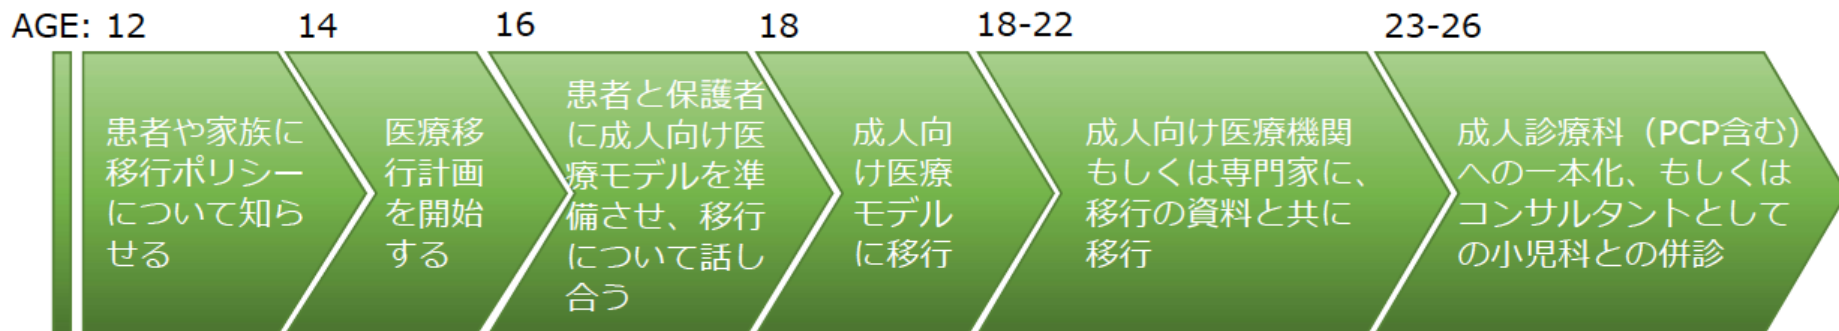 AGE: 12
14
16
18
18-22
23-26
患者や家族に
移行ポリシー
について知ら
せる
医療移
行計画
を開始
する
患者と保護者
に成人向け医
療モデルを準
備させ、移行
について話し
合う
成人向
け医療
モデル
に移行
成人向け医療機関
もしくは専門家に、
移行の資料と共に
移行
成人診療科（PCP含む）
への一本化、もしくは
コンサルタントとして
の小児科との併診